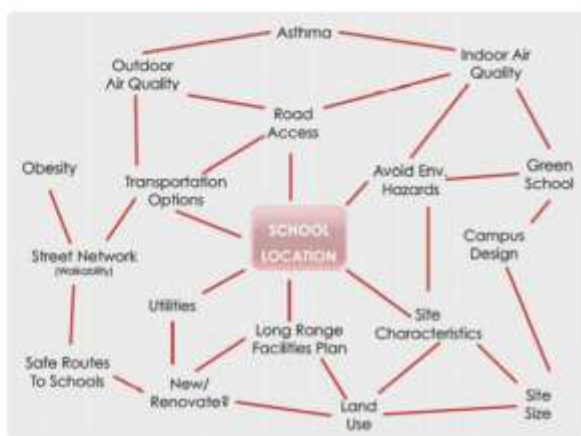 Asthma
Outdoor
Air Quality
Indoor Air
Quality
Road
Access
Obesity
Transportation
Options
Avoid Env.
Hazards
Green
School
SCHOOL
LOCATION
Street Network
(Walkability)
Campus
Design
Utilities
Long Range
Facilities Plan
Site
Characteristics
Safe Routes
To Schools
New/
Renovate?
Land
Use
Site
Size